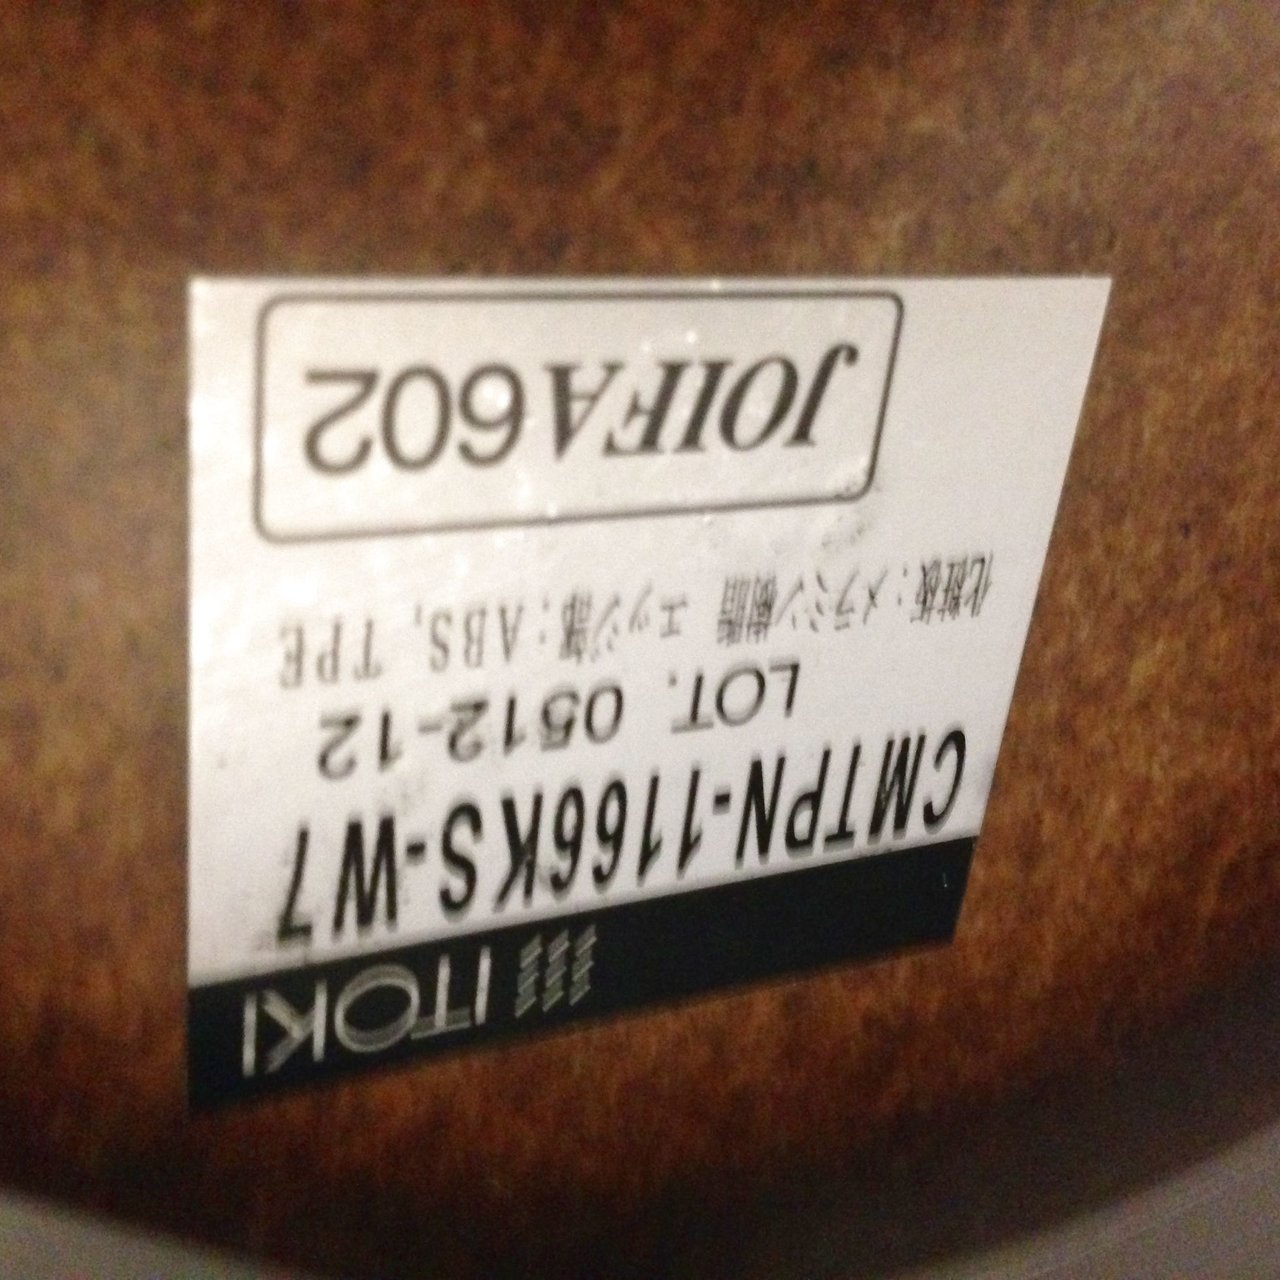 ITOKI
CMTPN-1166KS-W7
LOT. 0512-12
化粧板：メラミン樹脂 エッジ部：ABS, TPE
JOIFA602